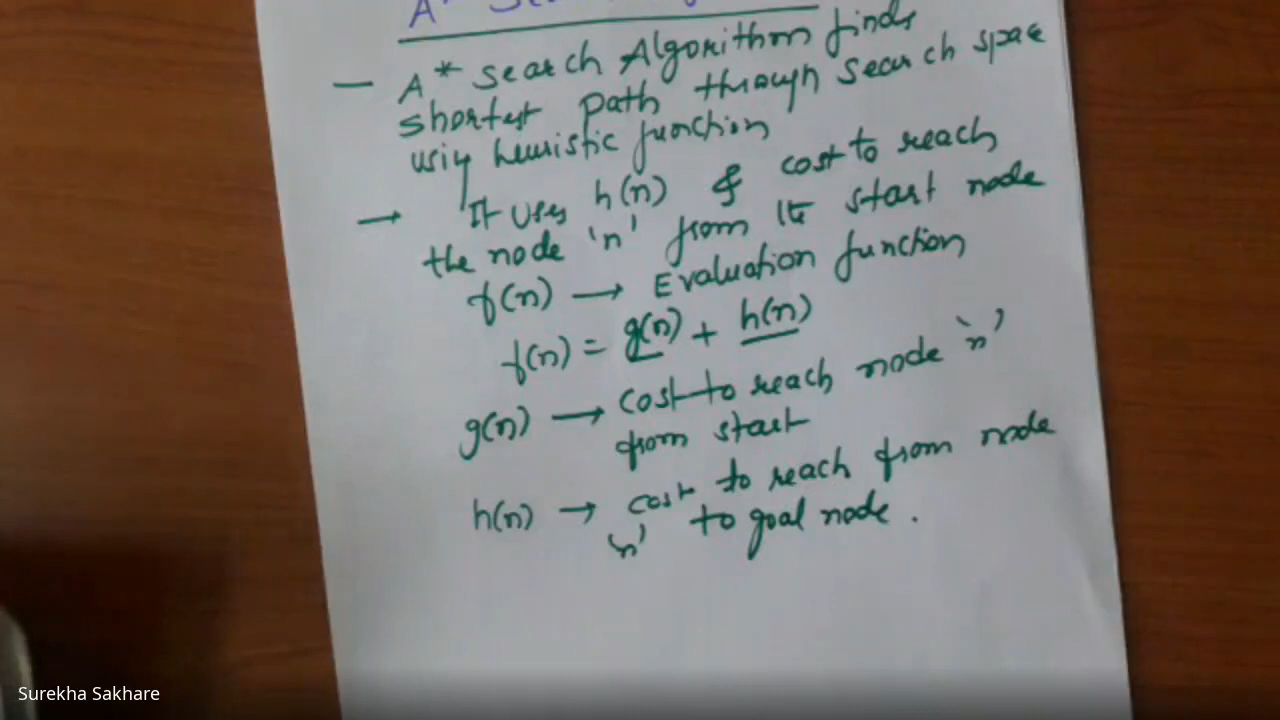 A*
— A* search Algorithm finds
shortest path through search space
using heuristic function
→ It uses h(n) & cost to reach
the node 'n' from the start node
f(n) → Evaluation function
f(n) = g(n) + h(n)
g(n) → cost to reach node 'n'
from start
h(n) → cost to reach from node
'n' to goal node.
Surekha Sakhare